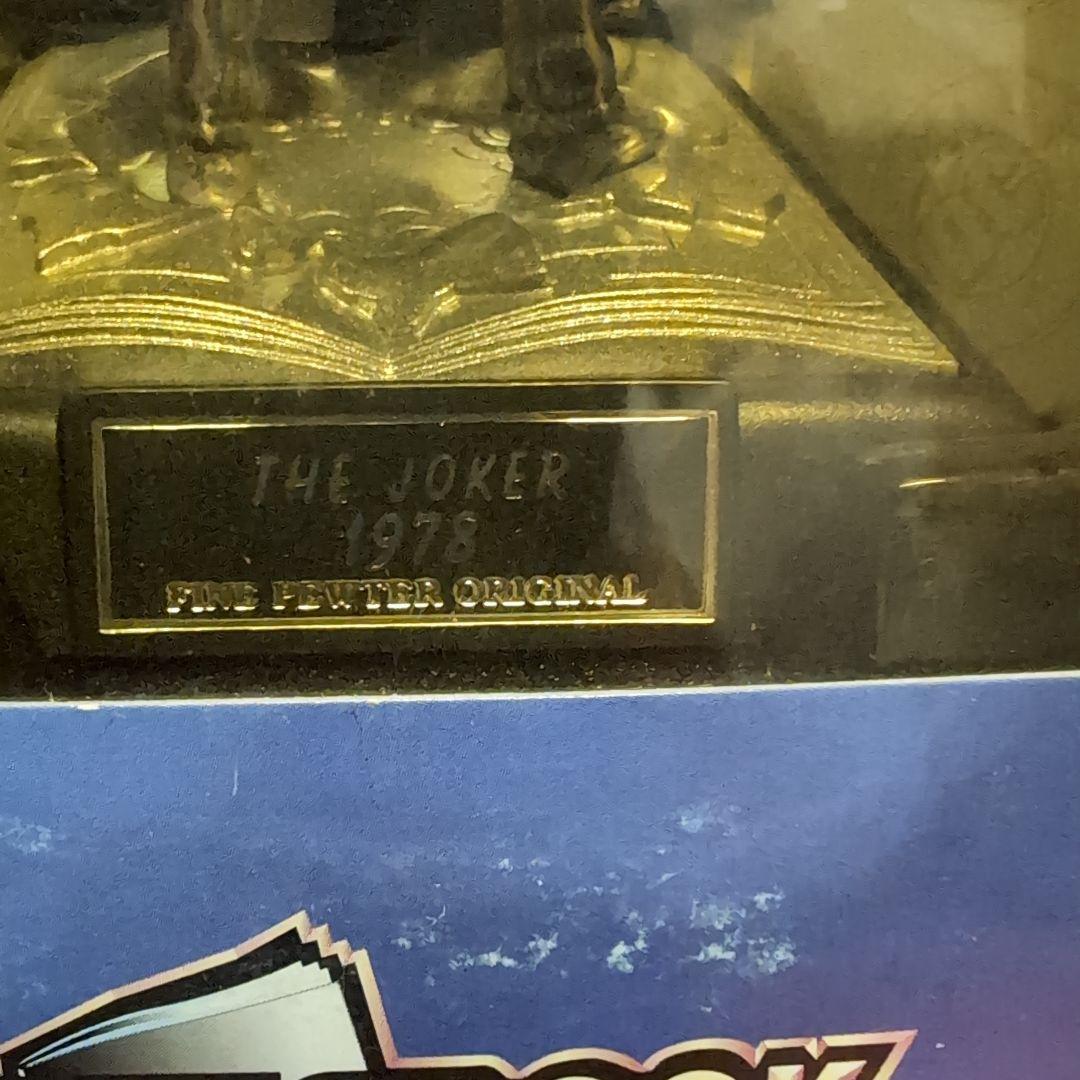 THE JOKER
1978
FINE PEWTER ORIGINAL